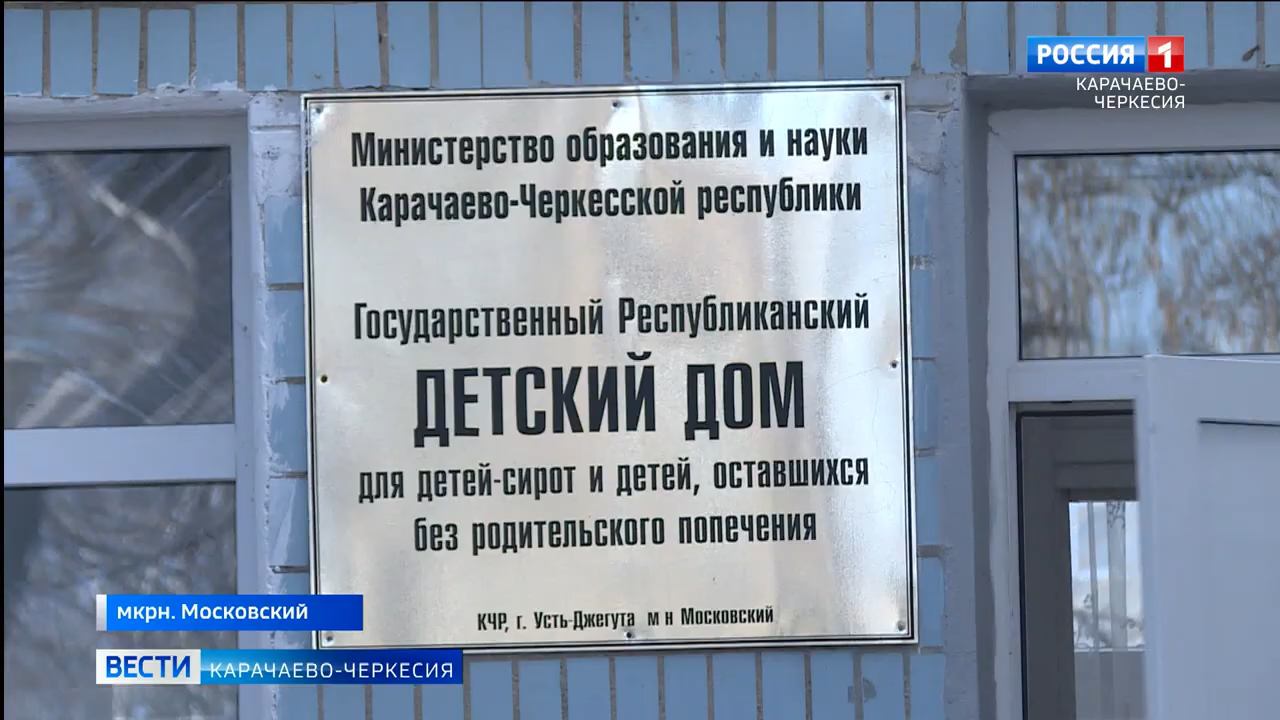 РОССИЯ 1
КАРАЧАЕВО-
ЧЕРКЕСИЯ
Министерство образования и науки
Карачаево-Черкесской республики
Государственный Республиканский
ДЕТСКИЙ ДОМ
для детей-сирот и детей, оставшихся
без родительского попечения
КЧР, г. Усть-Джегута м н Московский
мкрн. Московский
ВЕСТИ КАРАЧАЕВО-ЧЕРКЕСИЯ